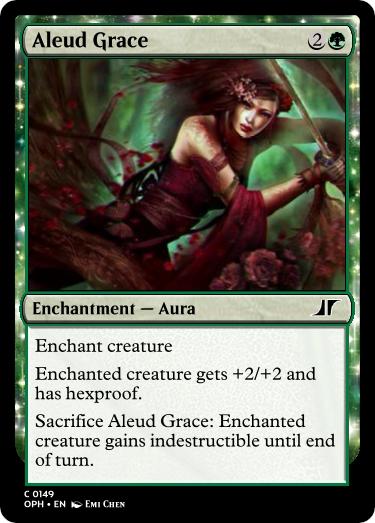 Aleud Grace 2
Enchantment — Aura
Enchant creature
Enchanted creature gets +2/+2 and
has hexproof.
Sacrifice Aleud Grace: Enchanted
creature gains indestructible until end
of turn.
C 0149
OPH • EN Emi Chen